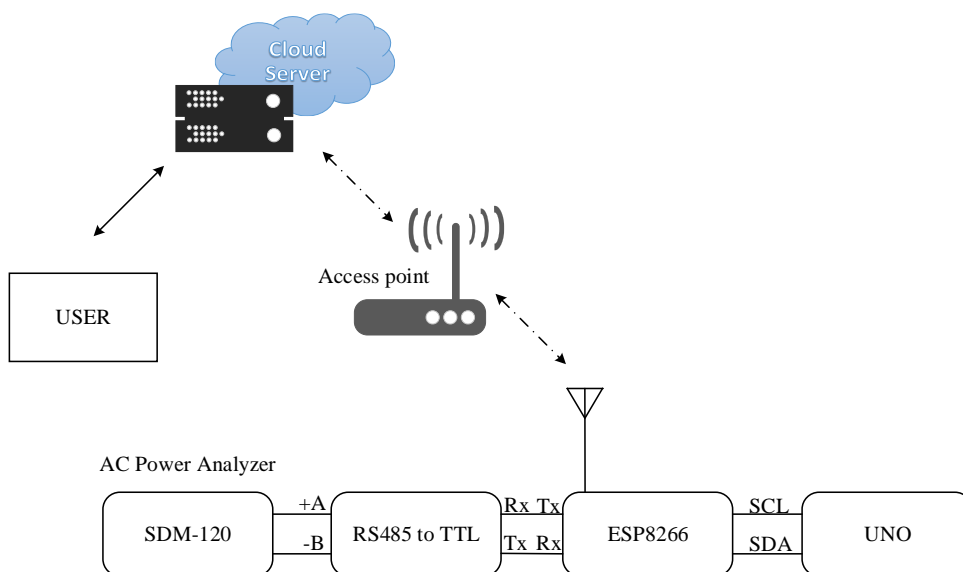 Cloud
Server
Access point
USER
AC Power Analyzer
SDM-120
+A
-B
RS485 to TTL
Rx Tx
Tx Rx
ESP8266
SCL
SDA
UNO